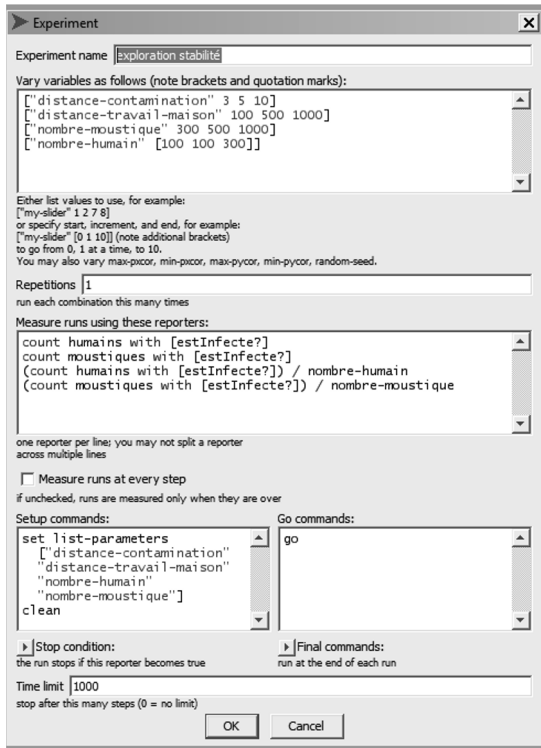 Experiment
Experiment name exploration stabilité
Vary variables as follows (note brackets and quotation marks):
["distance-contamination" 3 5 10]
["distance-travail-maison" 100 500 1000]
["nombre-moustique" 300 500 1000]
["nombre-humain" [100 100 300]]
Either list values to use, for example:
["my-slider" 1 2 7 8]
or specify start, increment, and end, for example:
["my-slider" [0 1 10]] (note additional brackets)
to go from 0, 1 at a time, to 10.
You may also vary max-pxcor, min-pxcor, max-pycor, min-pycor, random-seed.
Repetitions 1
run each combination this many times
Measure runs using these reporters:
count humains with [estInfecte?]
count moustiques with [estInfecte?]
(count humains with [estInfecte?]) / nombre-humain
(count moustiques with [estInfecte?]) / nombre-moustique
one reporter per line; you may not split a reporter
across multiple lines
Measure runs at every step
if unchecked, runs are measured only when they are over
Setup commands:
set list-parameters
["distance-contamination"
"distance-travail-maison"
"nombre-humain"
"nombre-moustique"]
clean
Go commands:
go
Stop condition:
the run stops if this reporter becomes true
Final commands:
run at the end of each run
Time limit 1000
stop after this many steps (0 = no limit)
OK Cancel